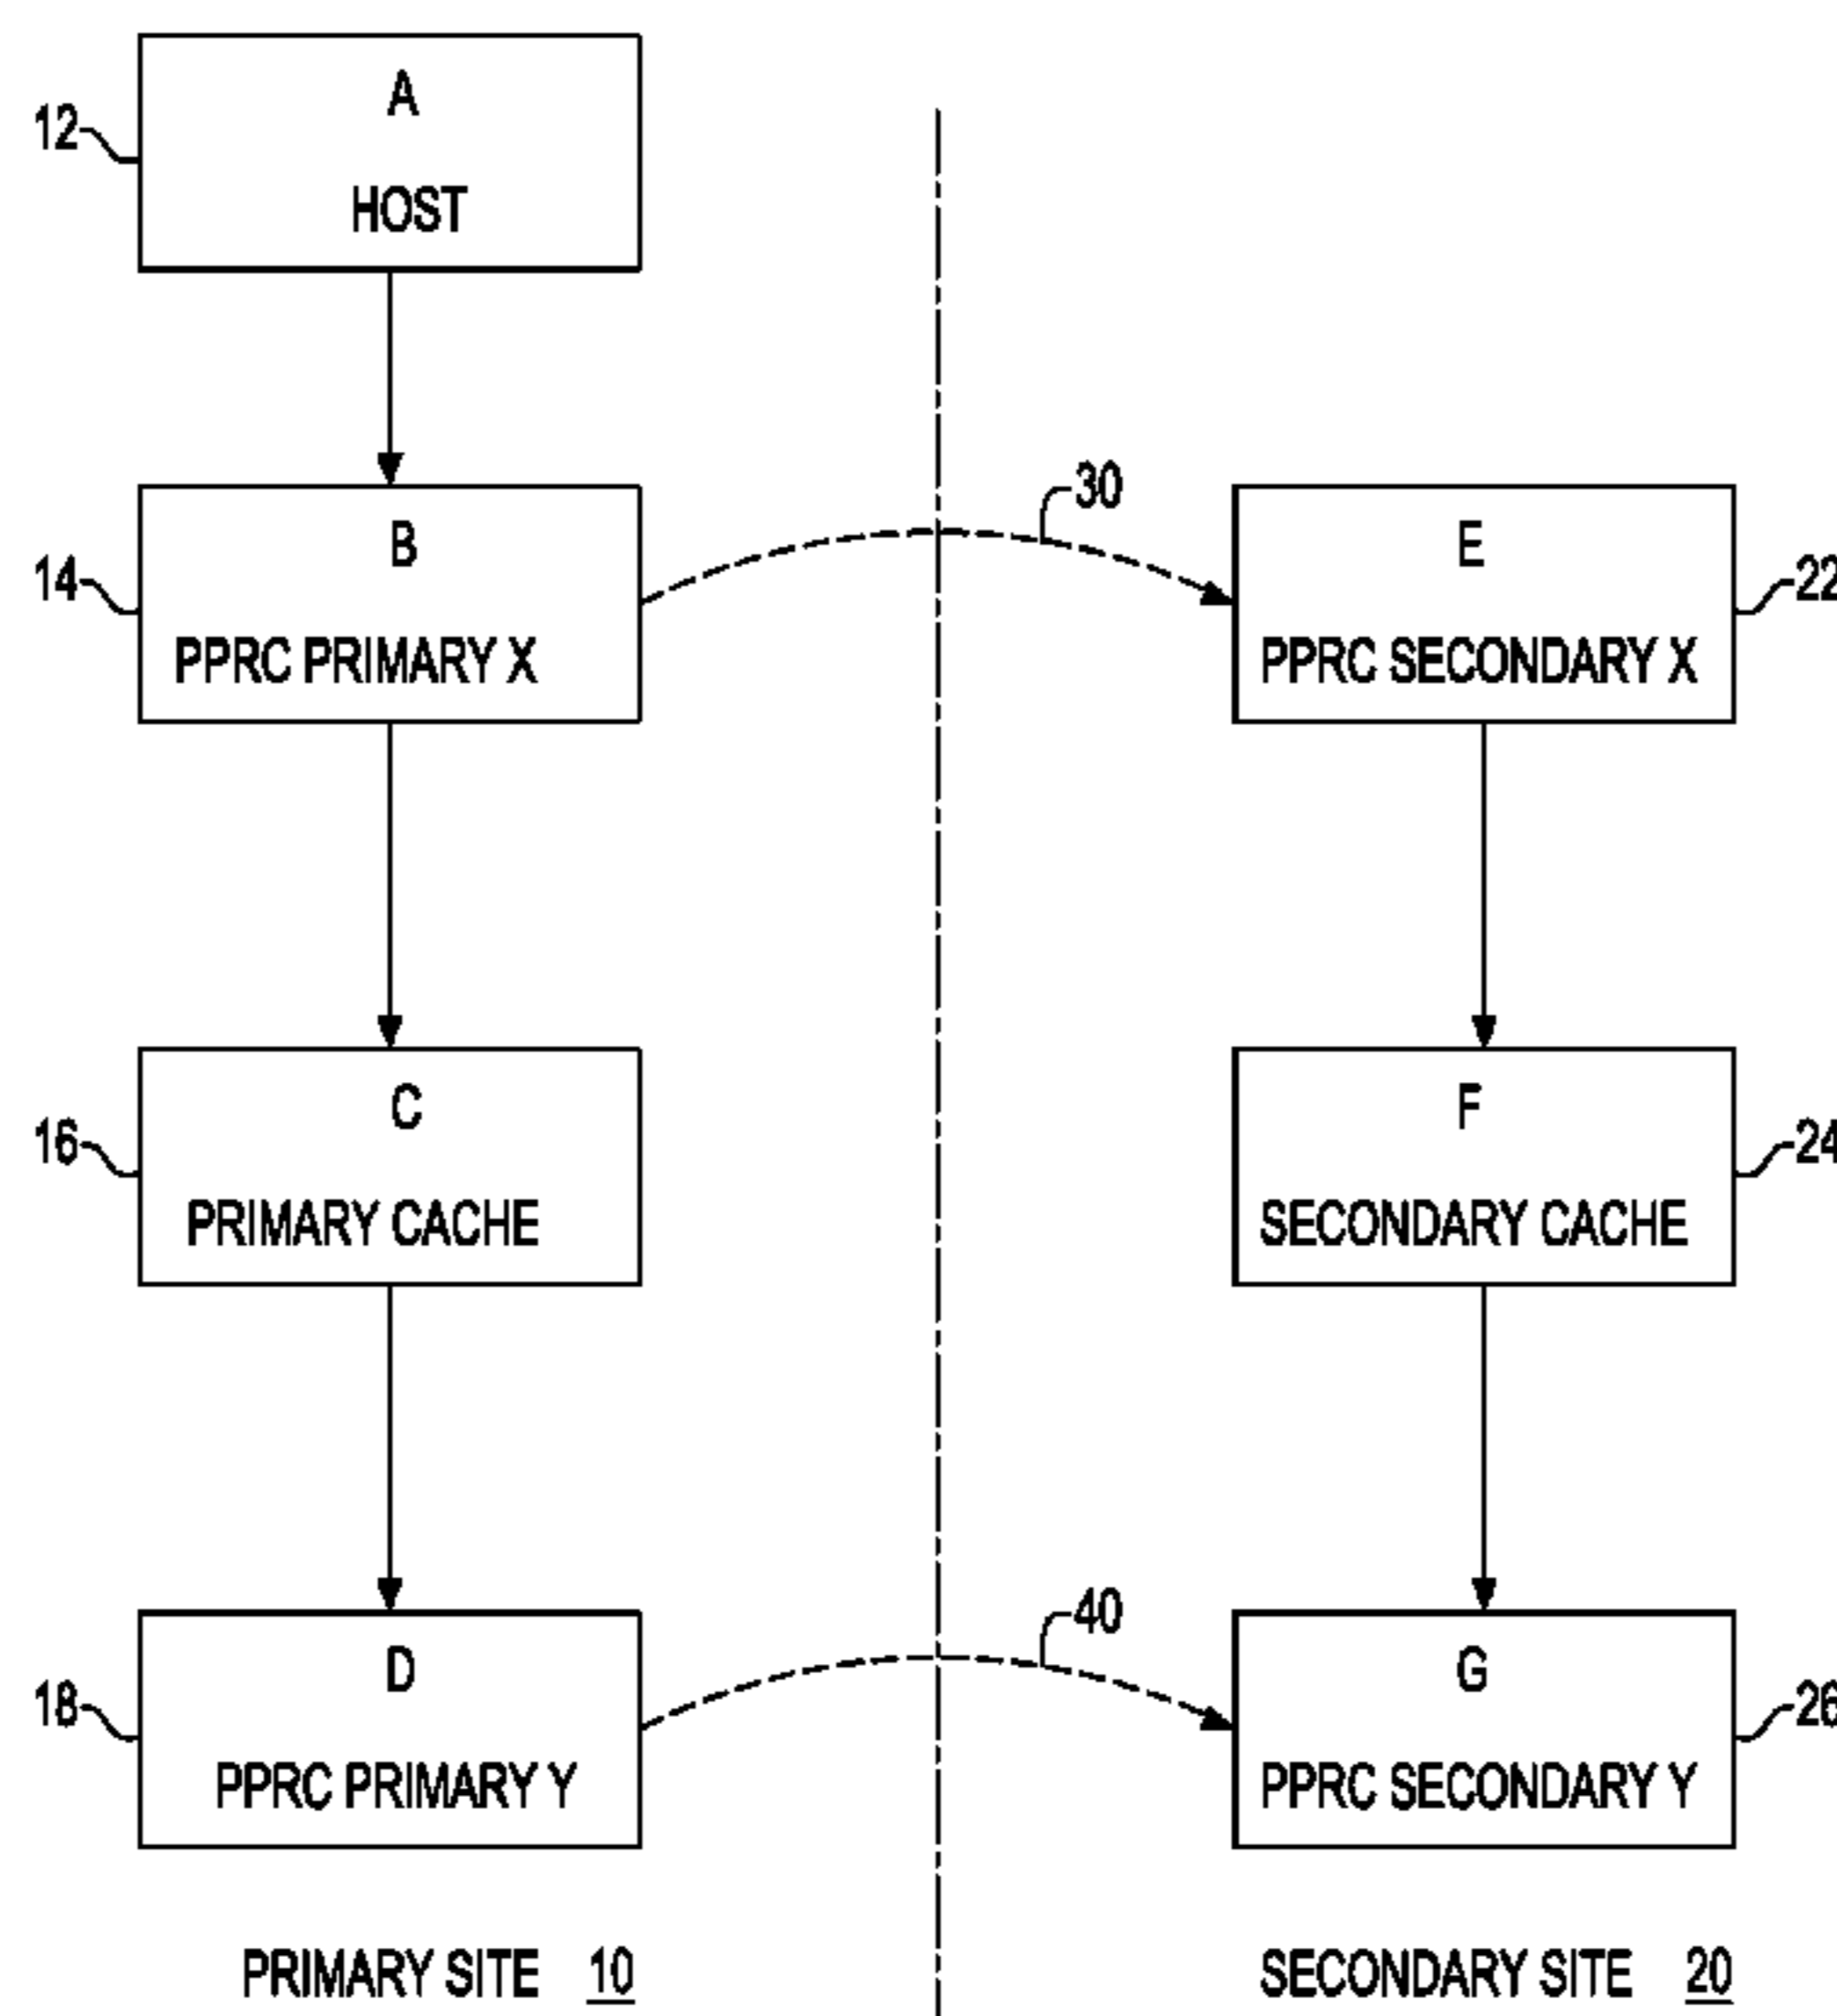 A
12
HOST
30
B
E
14
22
PPRC PRIMARY X
PPRC SECONDARY X
C
F
16
24
PRIMARY CACHE
SECONDARY CACHE
40
D
G
18
26
PPRC PRIMARY Y
PPRC SECONDARY Y
PRIMARY SITE 10
SECONDARY SITE 20